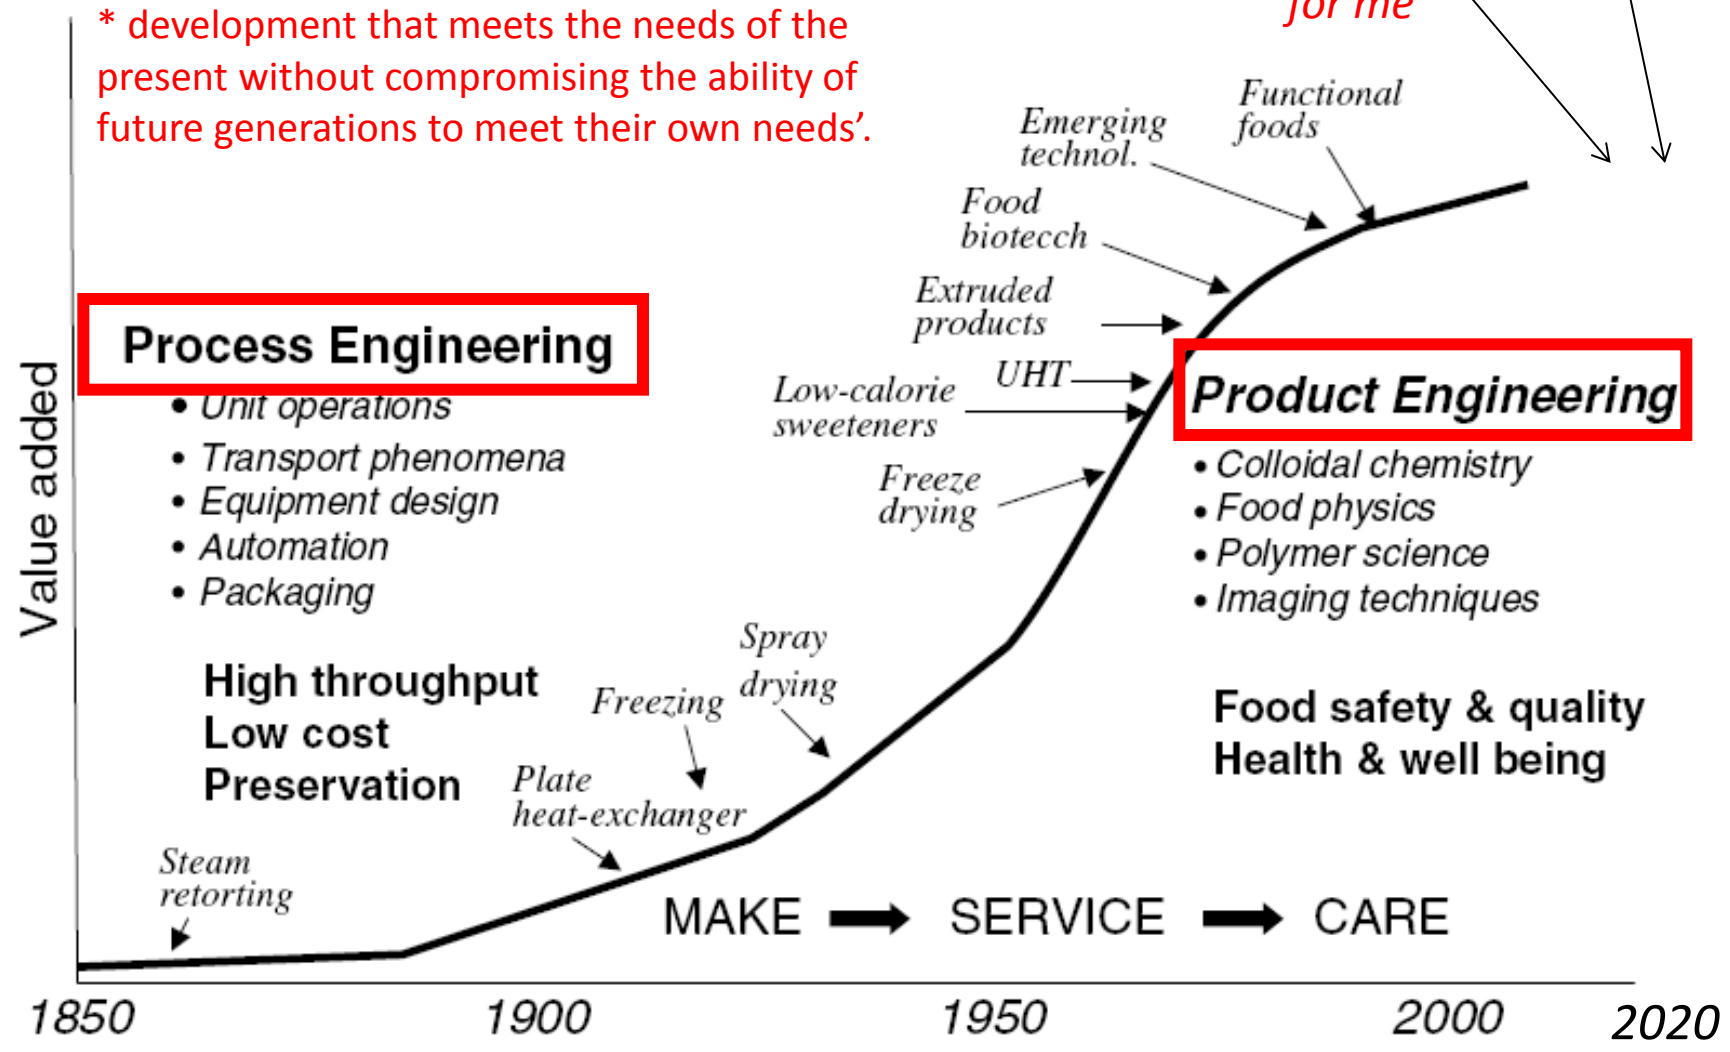 * development that meets the needs of the
present without compromising the ability of
future generations to meet their own needs’.
for me
Functional
foods
Emerging
technol.
Food
biotecch
Extruded
products
UHT
Low-calorie
sweeteners
Freeze
drying
Process Engineering
• Unit operations
• Transport phenomena
• Equipment design
• Automation
• Packaging
High throughput
Low cost
Preservation
Product Engineering
• Colloidal chemistry
• Food physics
• Polymer science
• Imaging techniques
Food safety & quality
Health & well being
Spray
drying
Freezing
Plate
heat-exchanger
Steam
retorting
MAKE ➡ SERVICE ➡ CARE
Value added
1850 1900 1950 2000 2020